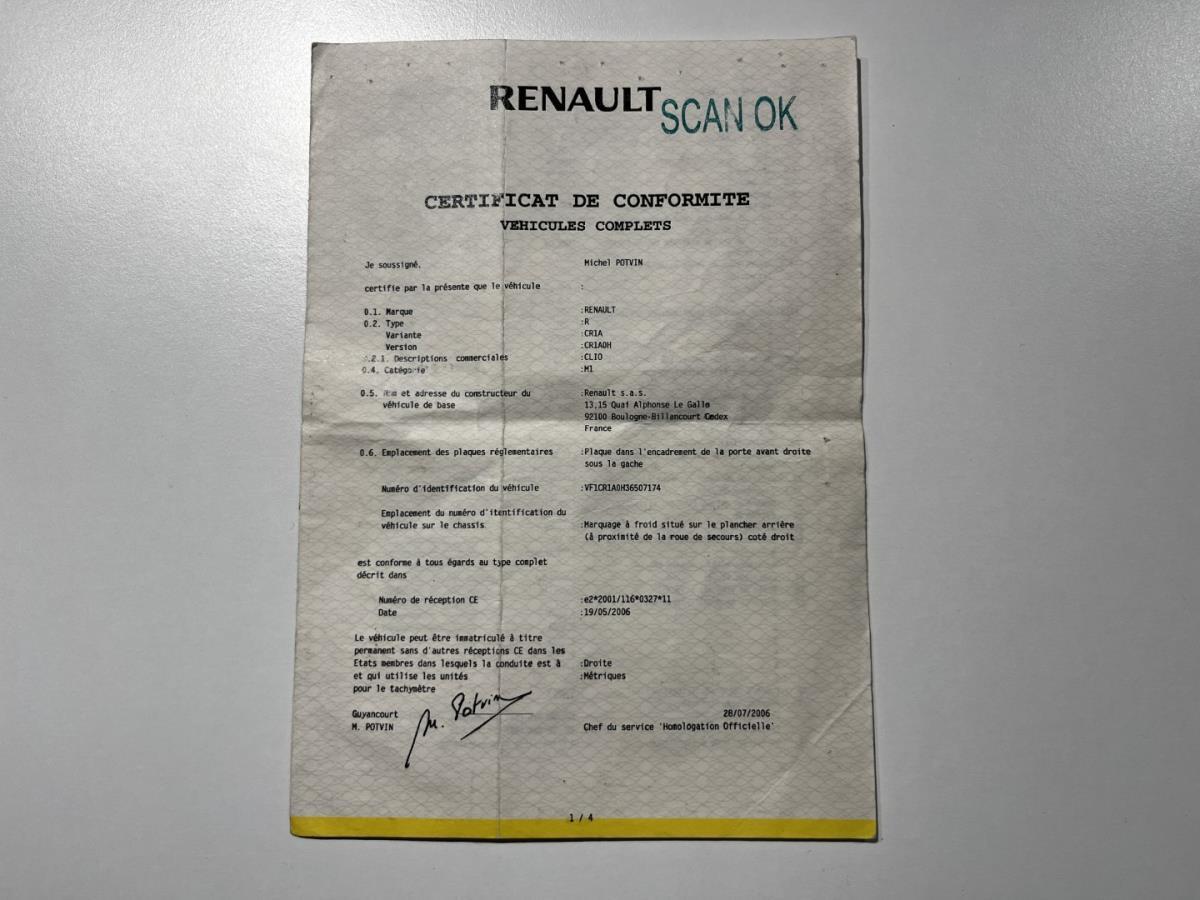 RENAULT
SCAN OK
CERTIFICAT DE CONFORMITE
VEHICULES COMPLETS
Je soussigné, Michel POTVIN
certifie par la présente que le véhicule :
0.1. Marque :RENAULT
0.2. Type :R
Variante :CR1A
Version :CR1A0H
.2.1. Descriptions commerciales :CLIO
0.4. Catégorie :M1
0.5. Nom et adresse du constructeur du :Renault s.a.s.
véhicule de base 13,15 Quai Alphonse Le Galle
92100 Boulogne-Billancourt Cedex
France
0.6. Emplacement des plaques réglementaires :Plaque dans l'encadrement de la porte avant droite
sous la gache
Numéro d'identification du véhicule :VF1CR1A0H36507174
Emplacement du numéro d'itentification du
véhicule sur le chassis :Marquage à froid situé sur le plancher arrière
(à proximité de la roue de secours) coté droit
est conforme à tous égards au type complet
décrit dans
Numéro de réception CE :e2*2001/116*0327*11
Date :19/05/2006
Le véhicule peut être immatriculé à titre
permanent sans d'autres réceptions CE dans les
Etats membres dans lesquels la conduite est à :Droite
et qui utilise les unités :Métriques
pour le tachymêtre
M. Potvin
Guyancourt 28/07/2006
M. POTVIN Chef du service 'Homologation Officielle'
1 / 4